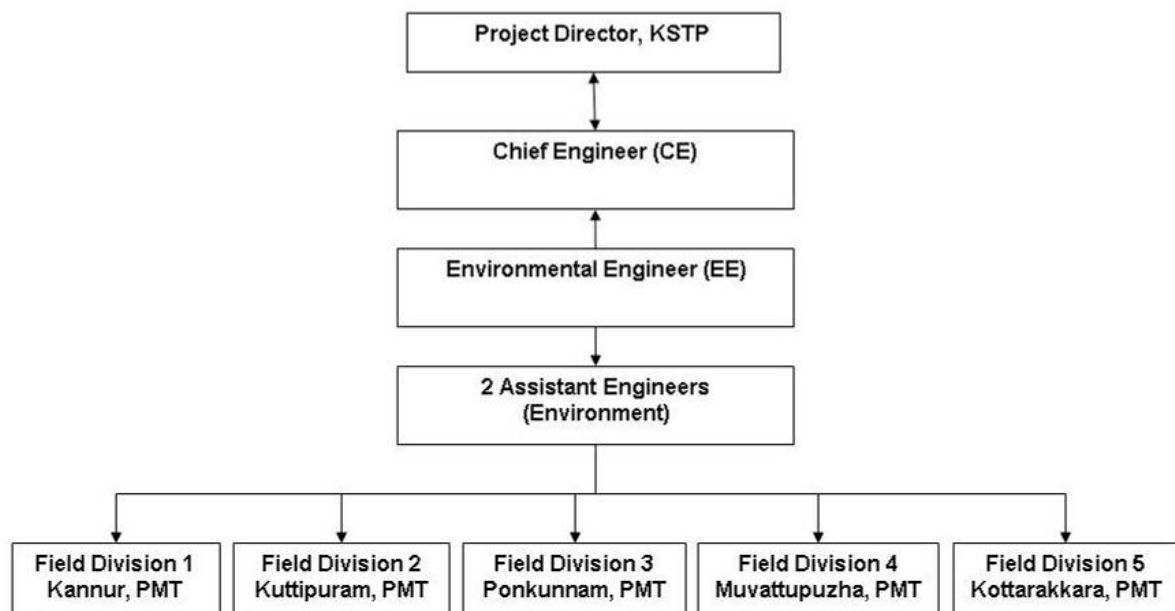 Project Director, KSTP
Chief Engineer (CE)
Environmental Engineer (EE)
2 Assistant Engineers
(Environment)
Field Division 1
Kannur, PMT
Field Division 2
Kuttipuram, PMT
Field Division 3
Ponkunnam, PMT
Field Division 4
Muvattupuzha, PMT
Field Division 5
Kottarakkara, PMT